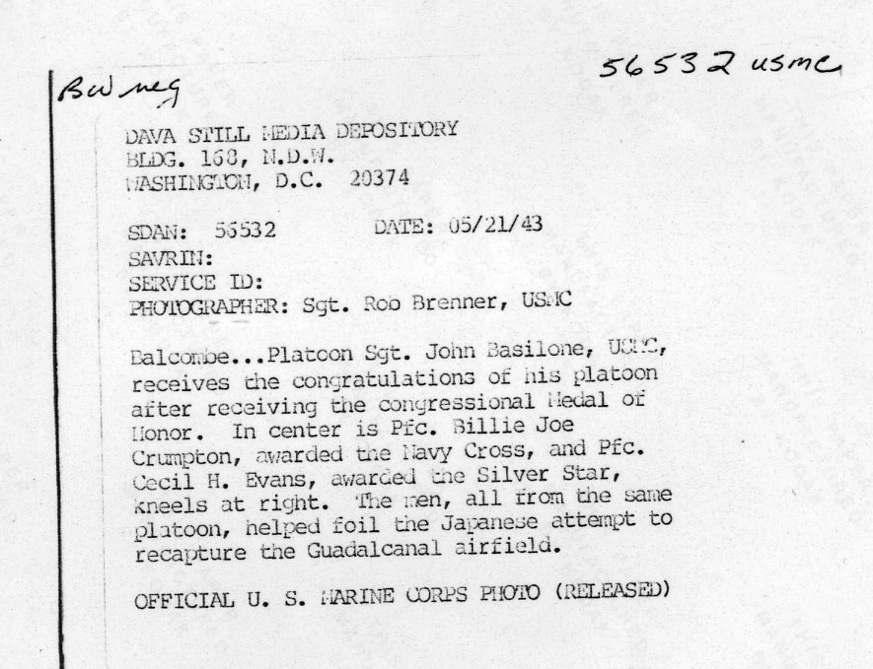 56532 usmc
BW neg
DAVA STILL MEDIA DEPOSITORY
BLDG. 168, N.D.W.
WASHINGTON, D.C. 20374
SDAN: 56532 DATE: 05/21/43
SAVRIN:
SERVICE ID:
PHOTOGRAPHER: Sgt. Rob Brenner, USMC
Balcombe...Platoon Sgt. John Basilone, USMC,
receives the congratulations of his platoon
after receiving the congressional Medal of
Honor. In center is Pfc. Billie Joe
Crumpton, awarded the Navy Cross, and Pfc.
Cecil H. Evans, awarded the Silver Star,
kneels at right. The men, all from the same
platoon, helped foil the Japanese attempt to
recapture the Guadalcanal airfield.
OFFICIAL U. S. MARINE CORPS PHOTO (RELEASED)